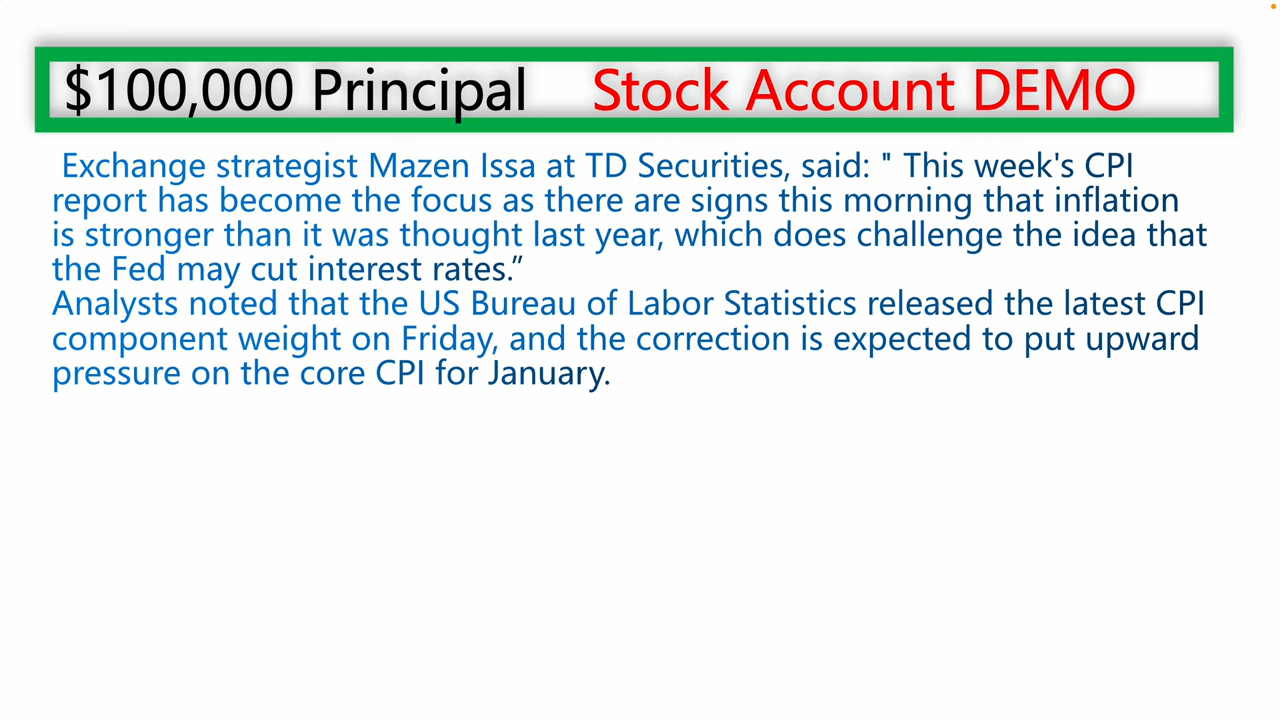 $100,000 Principal Stock Account DEMO
Exchange strategist Mazen Issa at TD Securities, said: " This week's CPI
report has become the focus as there are signs this morning that inflation
is stronger than it was thought last year, which does challenge the idea that
the Fed may cut interest rates.”
Analysts noted that the US Bureau of Labor Statistics released the latest CPI
component weight on Friday, and the correction is expected to put upward
pressure on the core CPI for January.